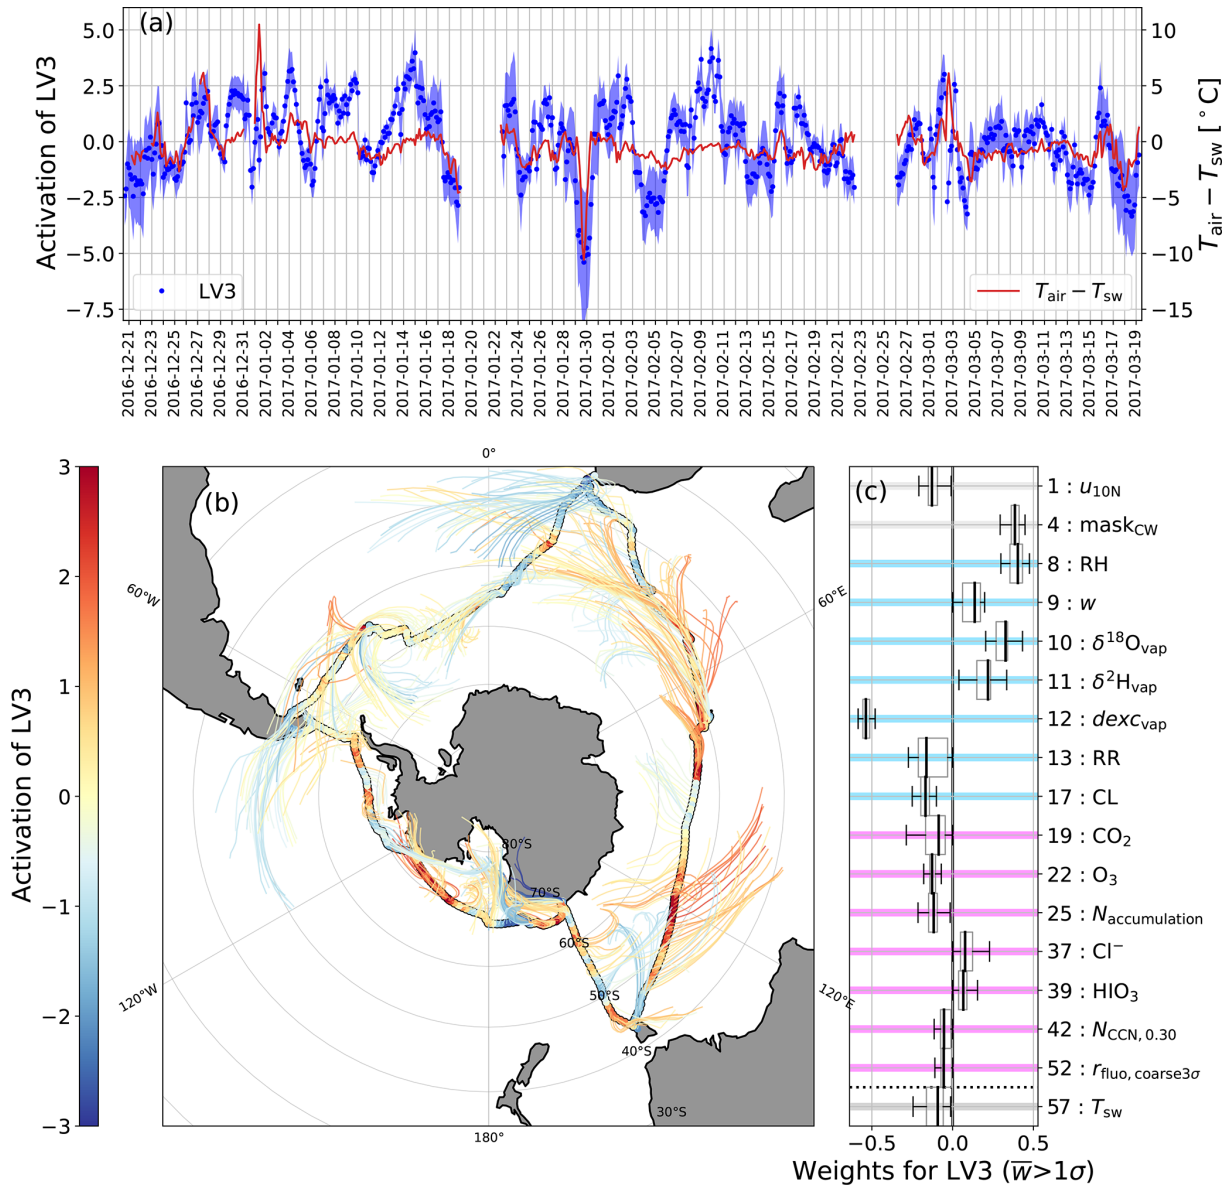 (a)
Activation of LV3
5.0
2.5
0.0
−2.5
−5.0
−7.5
LV3
T_air − T_sw
10
5
0
−5
−10
−15
T_air − T_sw [°C]
2016-12-21
2016-12-23
2016-12-25
2016-12-27
2016-12-29
2016-12-31
2017-01-02
2017-01-04
2017-01-06
2017-01-08
2017-01-10
2017-01-12
2017-01-14
2017-01-16
2017-01-18
2017-01-20
2017-01-22
2017-01-24
2017-01-26
2017-01-28
2017-01-30
2017-02-01
2017-02-03
2017-02-05
2017-02-07
2017-02-09
2017-02-11
2017-02-13
2017-02-15
2017-02-17
2017-02-19
2017-02-21
2017-02-23
2017-02-25
2017-02-27
2017-03-01
2017-03-03
2017-03-05
2017-03-07
2017-03-09
2017-03-11
2017-03-13
2017-03-15
2017-03-17
2017-03-19
Activation of LV3
3
2
1
0
−1
−2
−3
(b)
0°
60°W
60°E
120°W
120°E
180°
80°S
70°S
60°S
50°S
40°S
30°S
(c)
1 : u_10N
4 : mask_CW
8 : RH
9 : w
10 : δ¹⁸O_vap
11 : δ²H_vap
12 : dexc_vap
13 : RR
17 : CL
19 : CO₂
22 : O₃
25 : N_accumulation
37 : Cl⁻
39 : HIO₃
42 : N_CCN, 0.30
52 : r_fluo, coarse3σ
57 : T_sw
−0.5
0.0
0.5
Weights for LV3 (w̅>1σ)